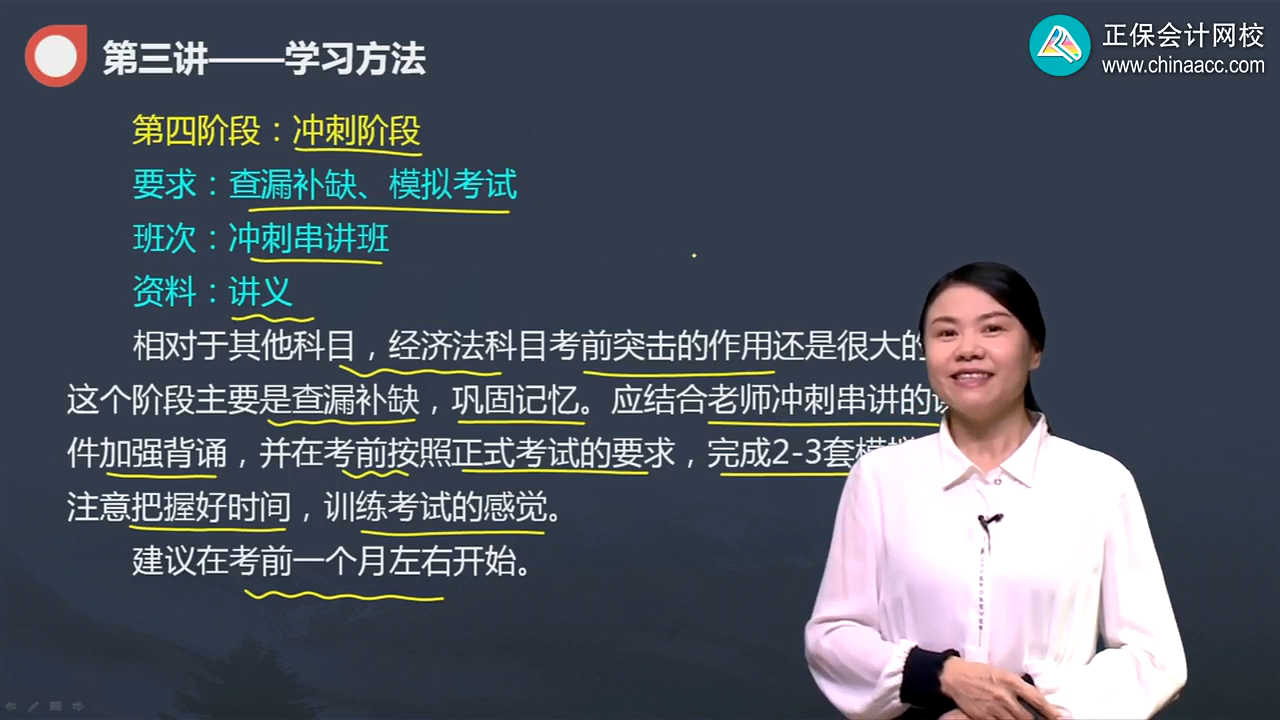 第三讲——学习方法
正保会计网校
www.chinaacc.com
第四阶段：冲刺阶段
要求：查漏补缺、模拟考试
班次：冲刺串讲班
资料：讲义
相对于其他科目，经济法科目考前突击的作用还是很大的
这个阶段主要是查漏补缺，巩固记忆。应结合老师冲刺串讲的
件加强背诵，并在考前按照正式考试的要求，完成2-3套模
注意把握好时间，训练考试的感觉。
建议在考前一个月左右开始。